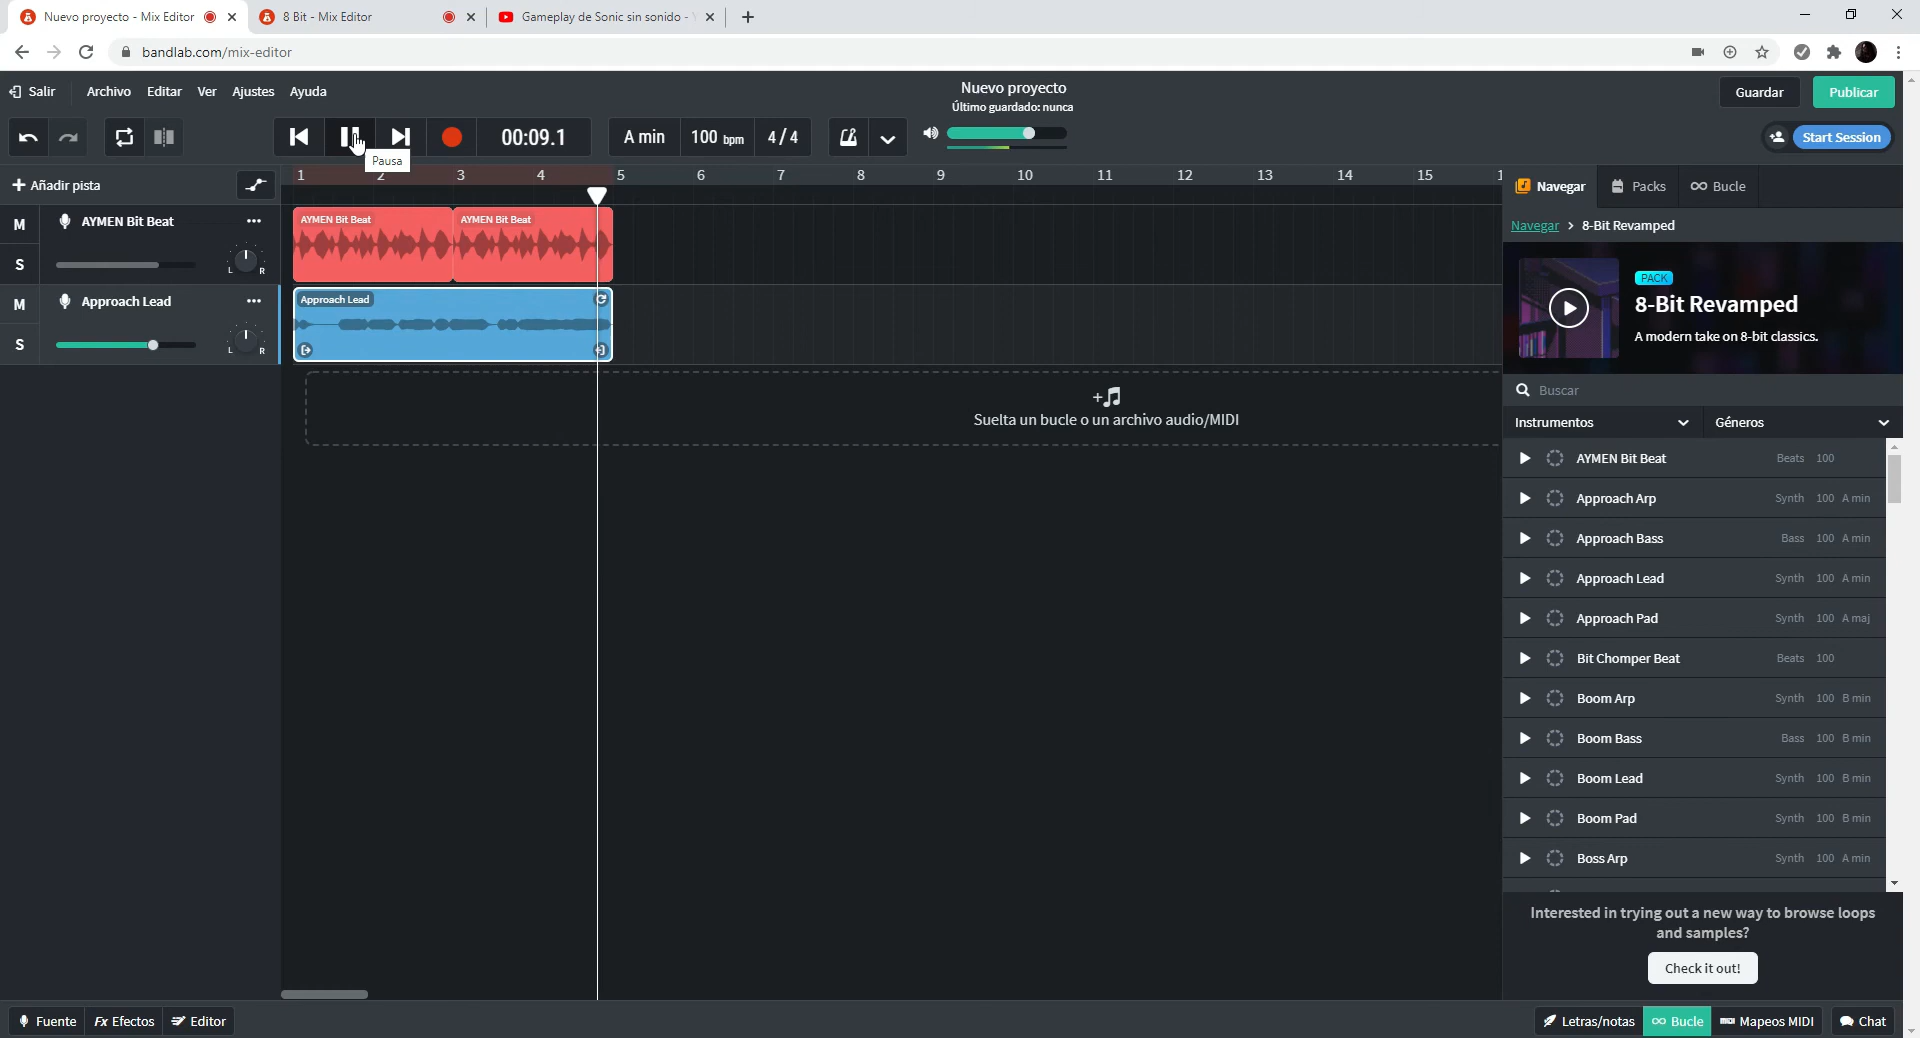 Nuevo proyecto - Mix Editor
8 Bit - Mix Editor
Gameplay de Sonic sin sonido -
bandlab.com/mix-editor
Salir
Archivo
Editar
Ver
Ajustes
Ayuda
Nuevo proyecto
Último guardado: nunca
Guardar
Publicar
00:09.1
A min
100 bpm
4/4
Start Session
Pausa
Añadir pista
1 2 3 4 5 6 7 8 9 10 11 12 13 14 15 1
Navegar
Packs
Bucle
M
AYMEN Bit Beat
S
L R
AYMEN Bit Beat
AYMEN Bit Beat
M
Approach Lead
S
L R
Approach Lead
Suelta un bucle o un archivo audio/MIDI
Navegar > 8-Bit Revamped
PACK
8-Bit Revamped
A modern take on 8-bit classics.
Buscar
Instrumentos
Géneros
AYMEN Bit Beat Beats 100
Approach Arp Synth 100 A min
Approach Bass Bass 100 A min
Approach Lead Synth 100 A min
Approach Pad Synth 100 A maj
Bit Chomper Beat Beats 100
Boom Arp Synth 100 B min
Boom Bass Bass 100 B min
Boom Lead Synth 100 B min
Boom Pad Synth 100 B min
Boss Arp Synth 100 A min
Interested in trying out a new way to browse loops
and samples?
Check it out!
Fuente
Fx Efectos
Editor
Letras/notas
Bucle
Mapeos MIDI
Chat